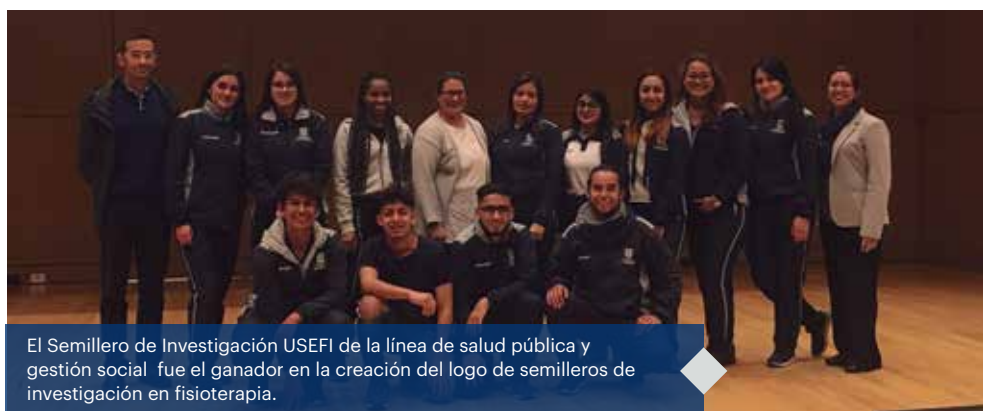 El Semillero de Investigación USEFI de la línea de salud pública y
gestión social fue el ganador en la creación del logo de semilleros de
investigación en fisioterapia.